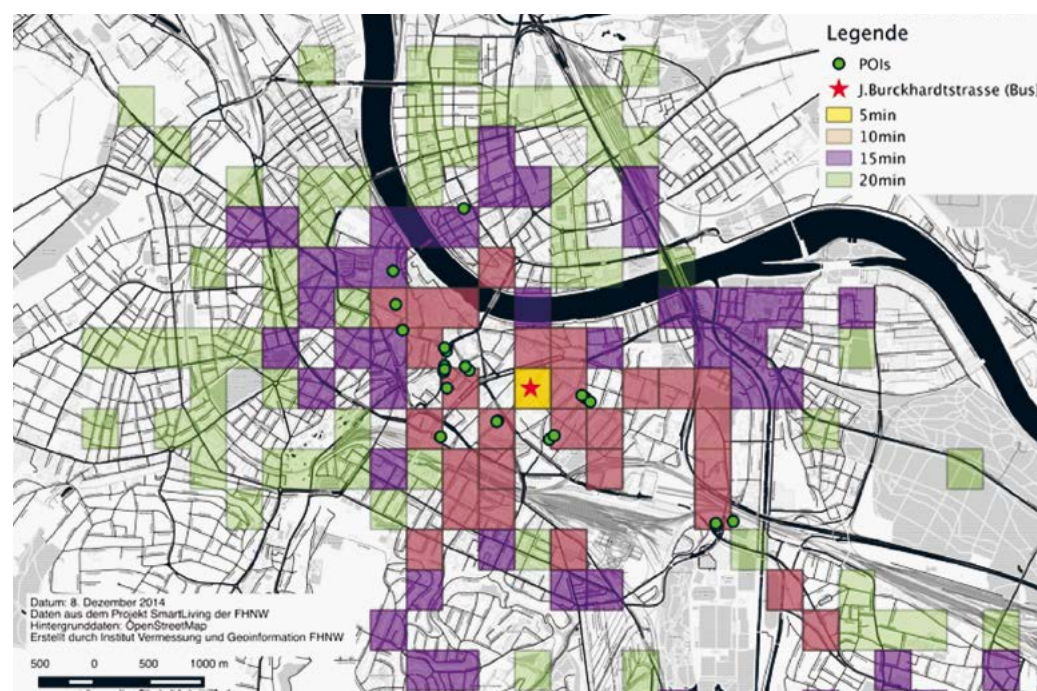 Legende
POIs
J.Burckhardtstrasse (Bus)
5min
10min
15min
20min
Datum: 8. Dezember 2014
Daten aus dem Projekt SmartLiving der FHNW
Hintergrunddaten: OpenStreetMap
Erstellt durch Institut Vermessung und Geoinformation FHNW
500 0 500 1000 m